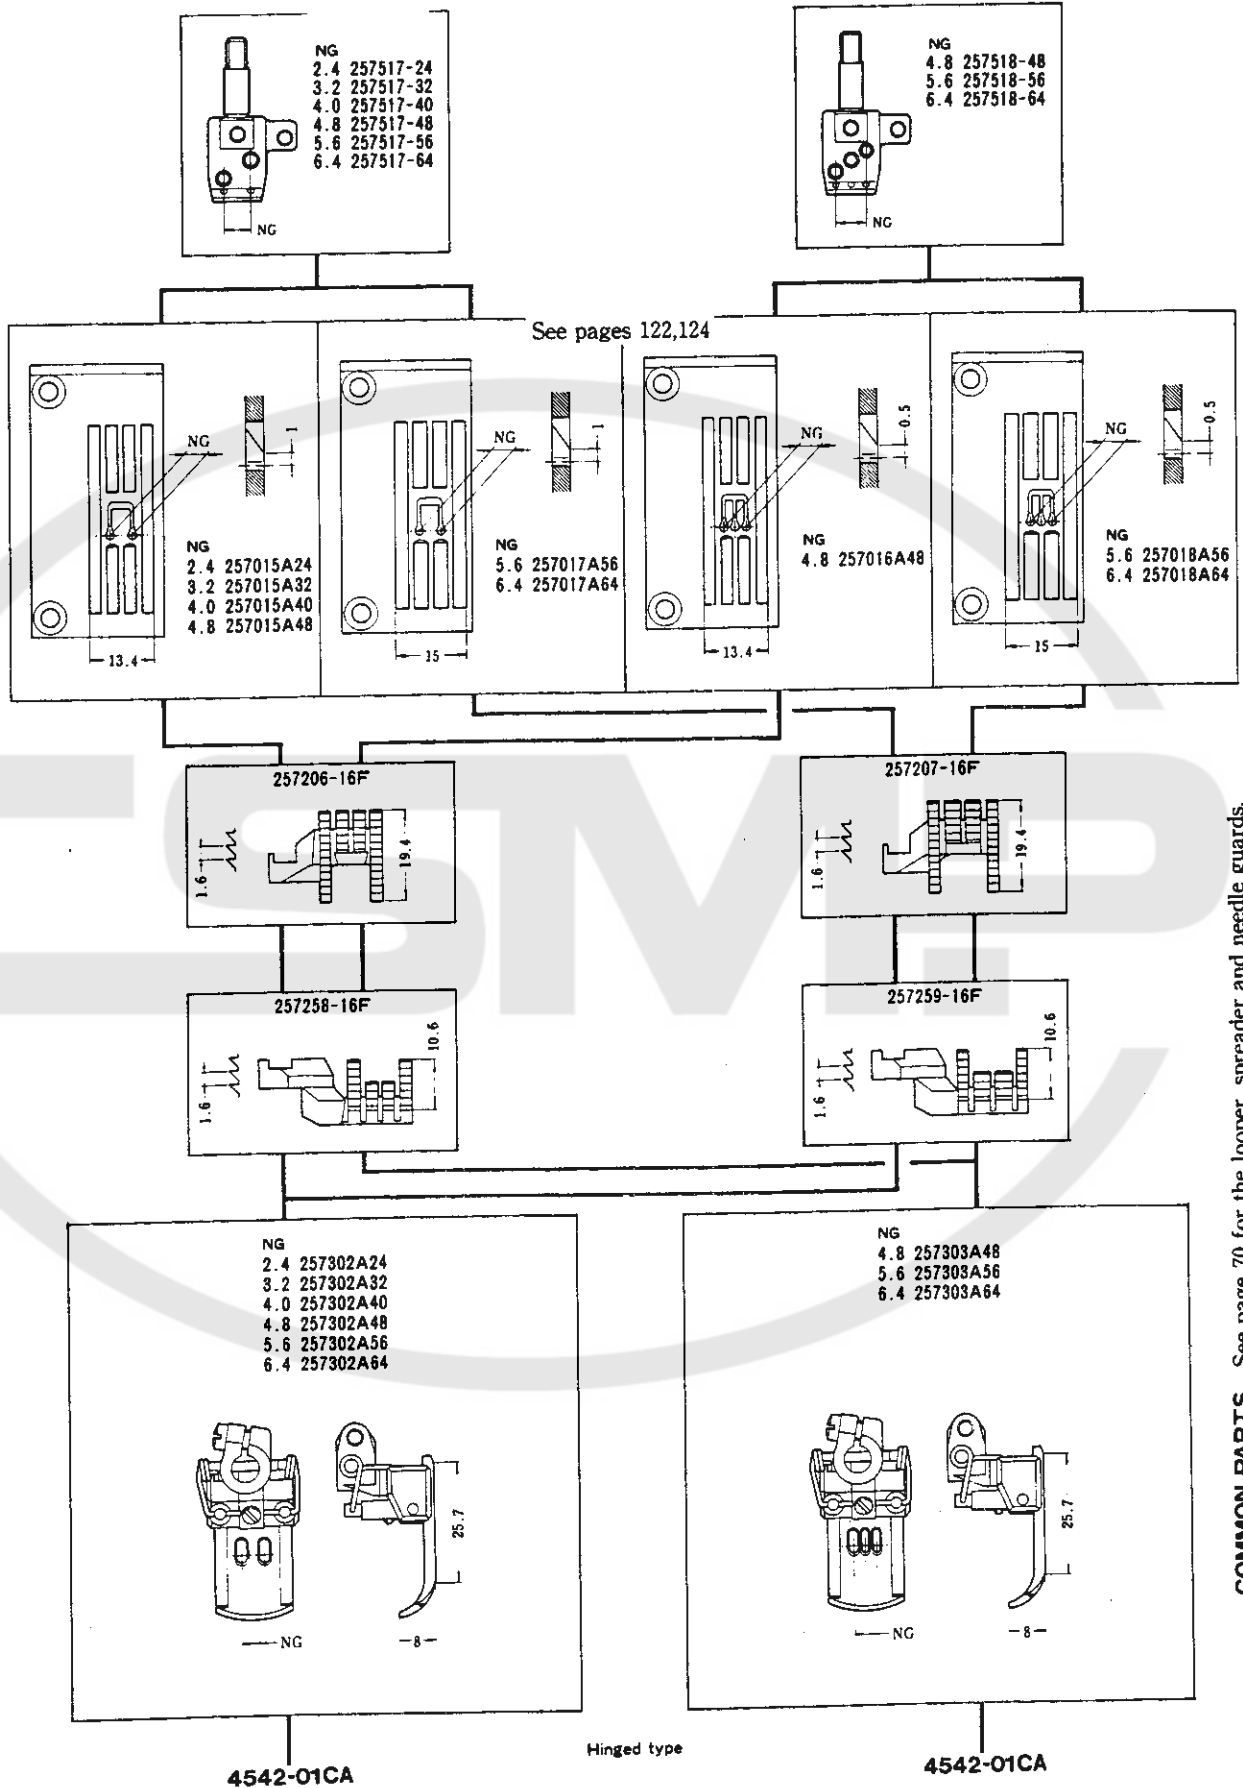 NG
2.4 257517-24
3.2 257517-32
4.0 257517-40
4.8 257517-48
5.6 257517-56
6.4 257517-64
NG
NG
4.8 257518-48
5.6 257518-56
6.4 257518-64
NG
See pages 122,124
NG
1
NG
2.4 257015A24
3.2 257015A32
4.0 257015A40
4.8 257015A48
13.4
NG
1
NG
5.6 257017A56
6.4 257017A64
15
NG
0.5
NG
4.8 257016A48
13.4
NG
0.5
NG
5.6 257018A56
6.4 257018A64
15
257206-16F
1.6
19.4
257207-16F
1.6
19.4
257258-16F
1.6
10.6
257259-16F
1.6
10.6
NG
2.4 257302A24
3.2 257302A32
4.0 257302A40
4.8 257302A48
5.6 257302A56
6.4 257302A64
25.7
NG
8
NG
4.8 257303A48
5.6 257303A56
6.4 257303A64
25.7
NG
8
Hinged type
4542-01CA
4542-01CA
COMMON PARTS See page 70 for the looper, spreader and needle guards.
CSMP